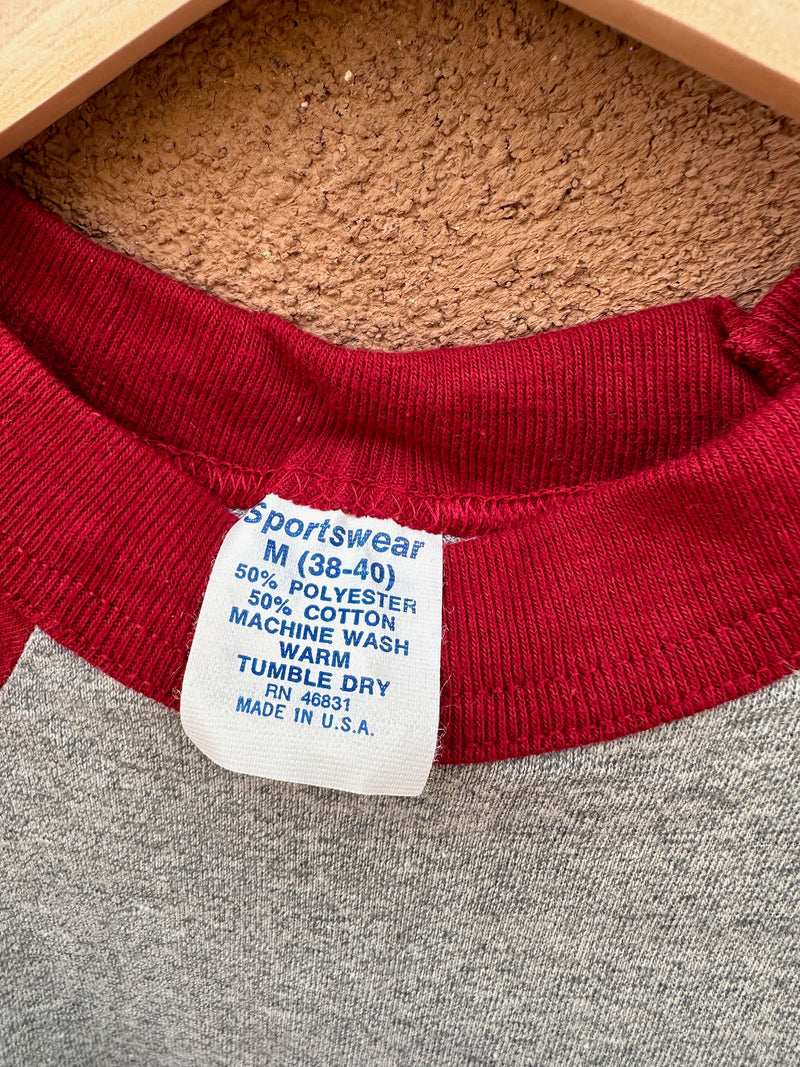 Sportswear
M (38-40)
50% POLYESTER
50% COTTON
MACHINE WASH
WARM
TUMBLE DRY
RN 46831
MADE IN U.S.A.